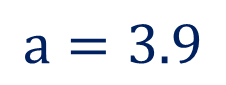 a = 3.9